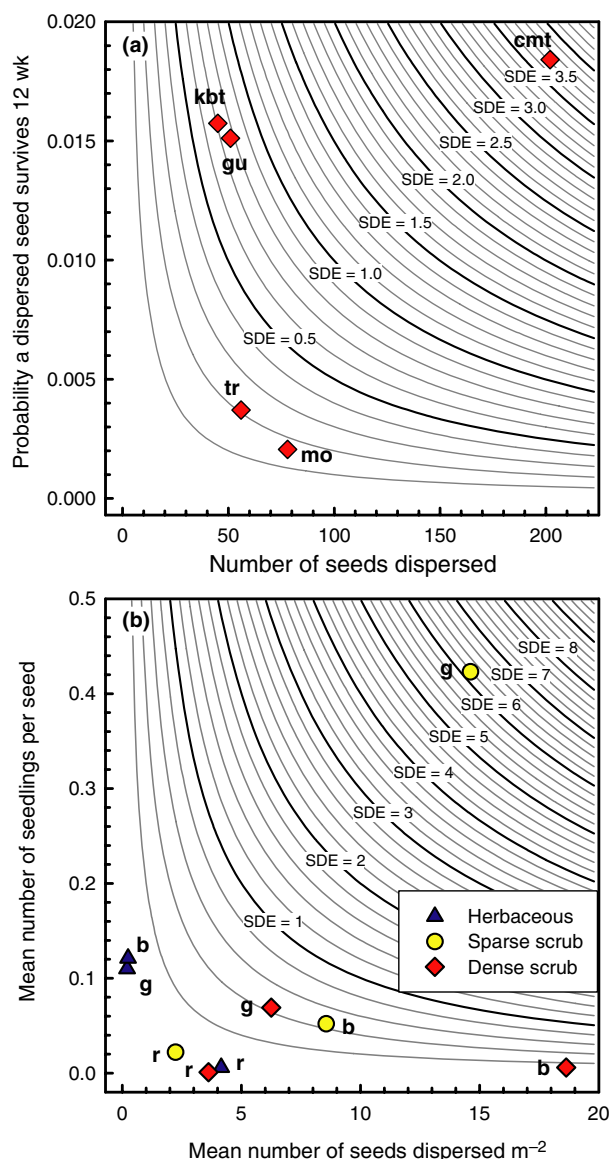 0.020
(a)
cmt
SDE = 3.5
kbt
SDE = 3.0
0.015
gu
SDE = 2.5
SDE = 2.0
SDE = 1.5
0.010
SDE = 1.0
SDE = 0.5
0.005
tr
mo
0.000
Probability a dispersed seed survives 12 wk
0 50 100 150 200
Number of seeds dispersed
0.5
(b)
SDE = 8
g
SDE = 7
0.4
SDE = 6
SDE = 5
SDE = 4
0.3
SDE = 3
SDE = 2
0.2
SDE = 1
Herbaceous
Sparse scrub
Dense scrub
b
g
0.1
g
b
r
r
r
b
0.0
Mean number of seedlings per seed
0 5 10 15 20
Mean number of seeds dispersed m⁻²